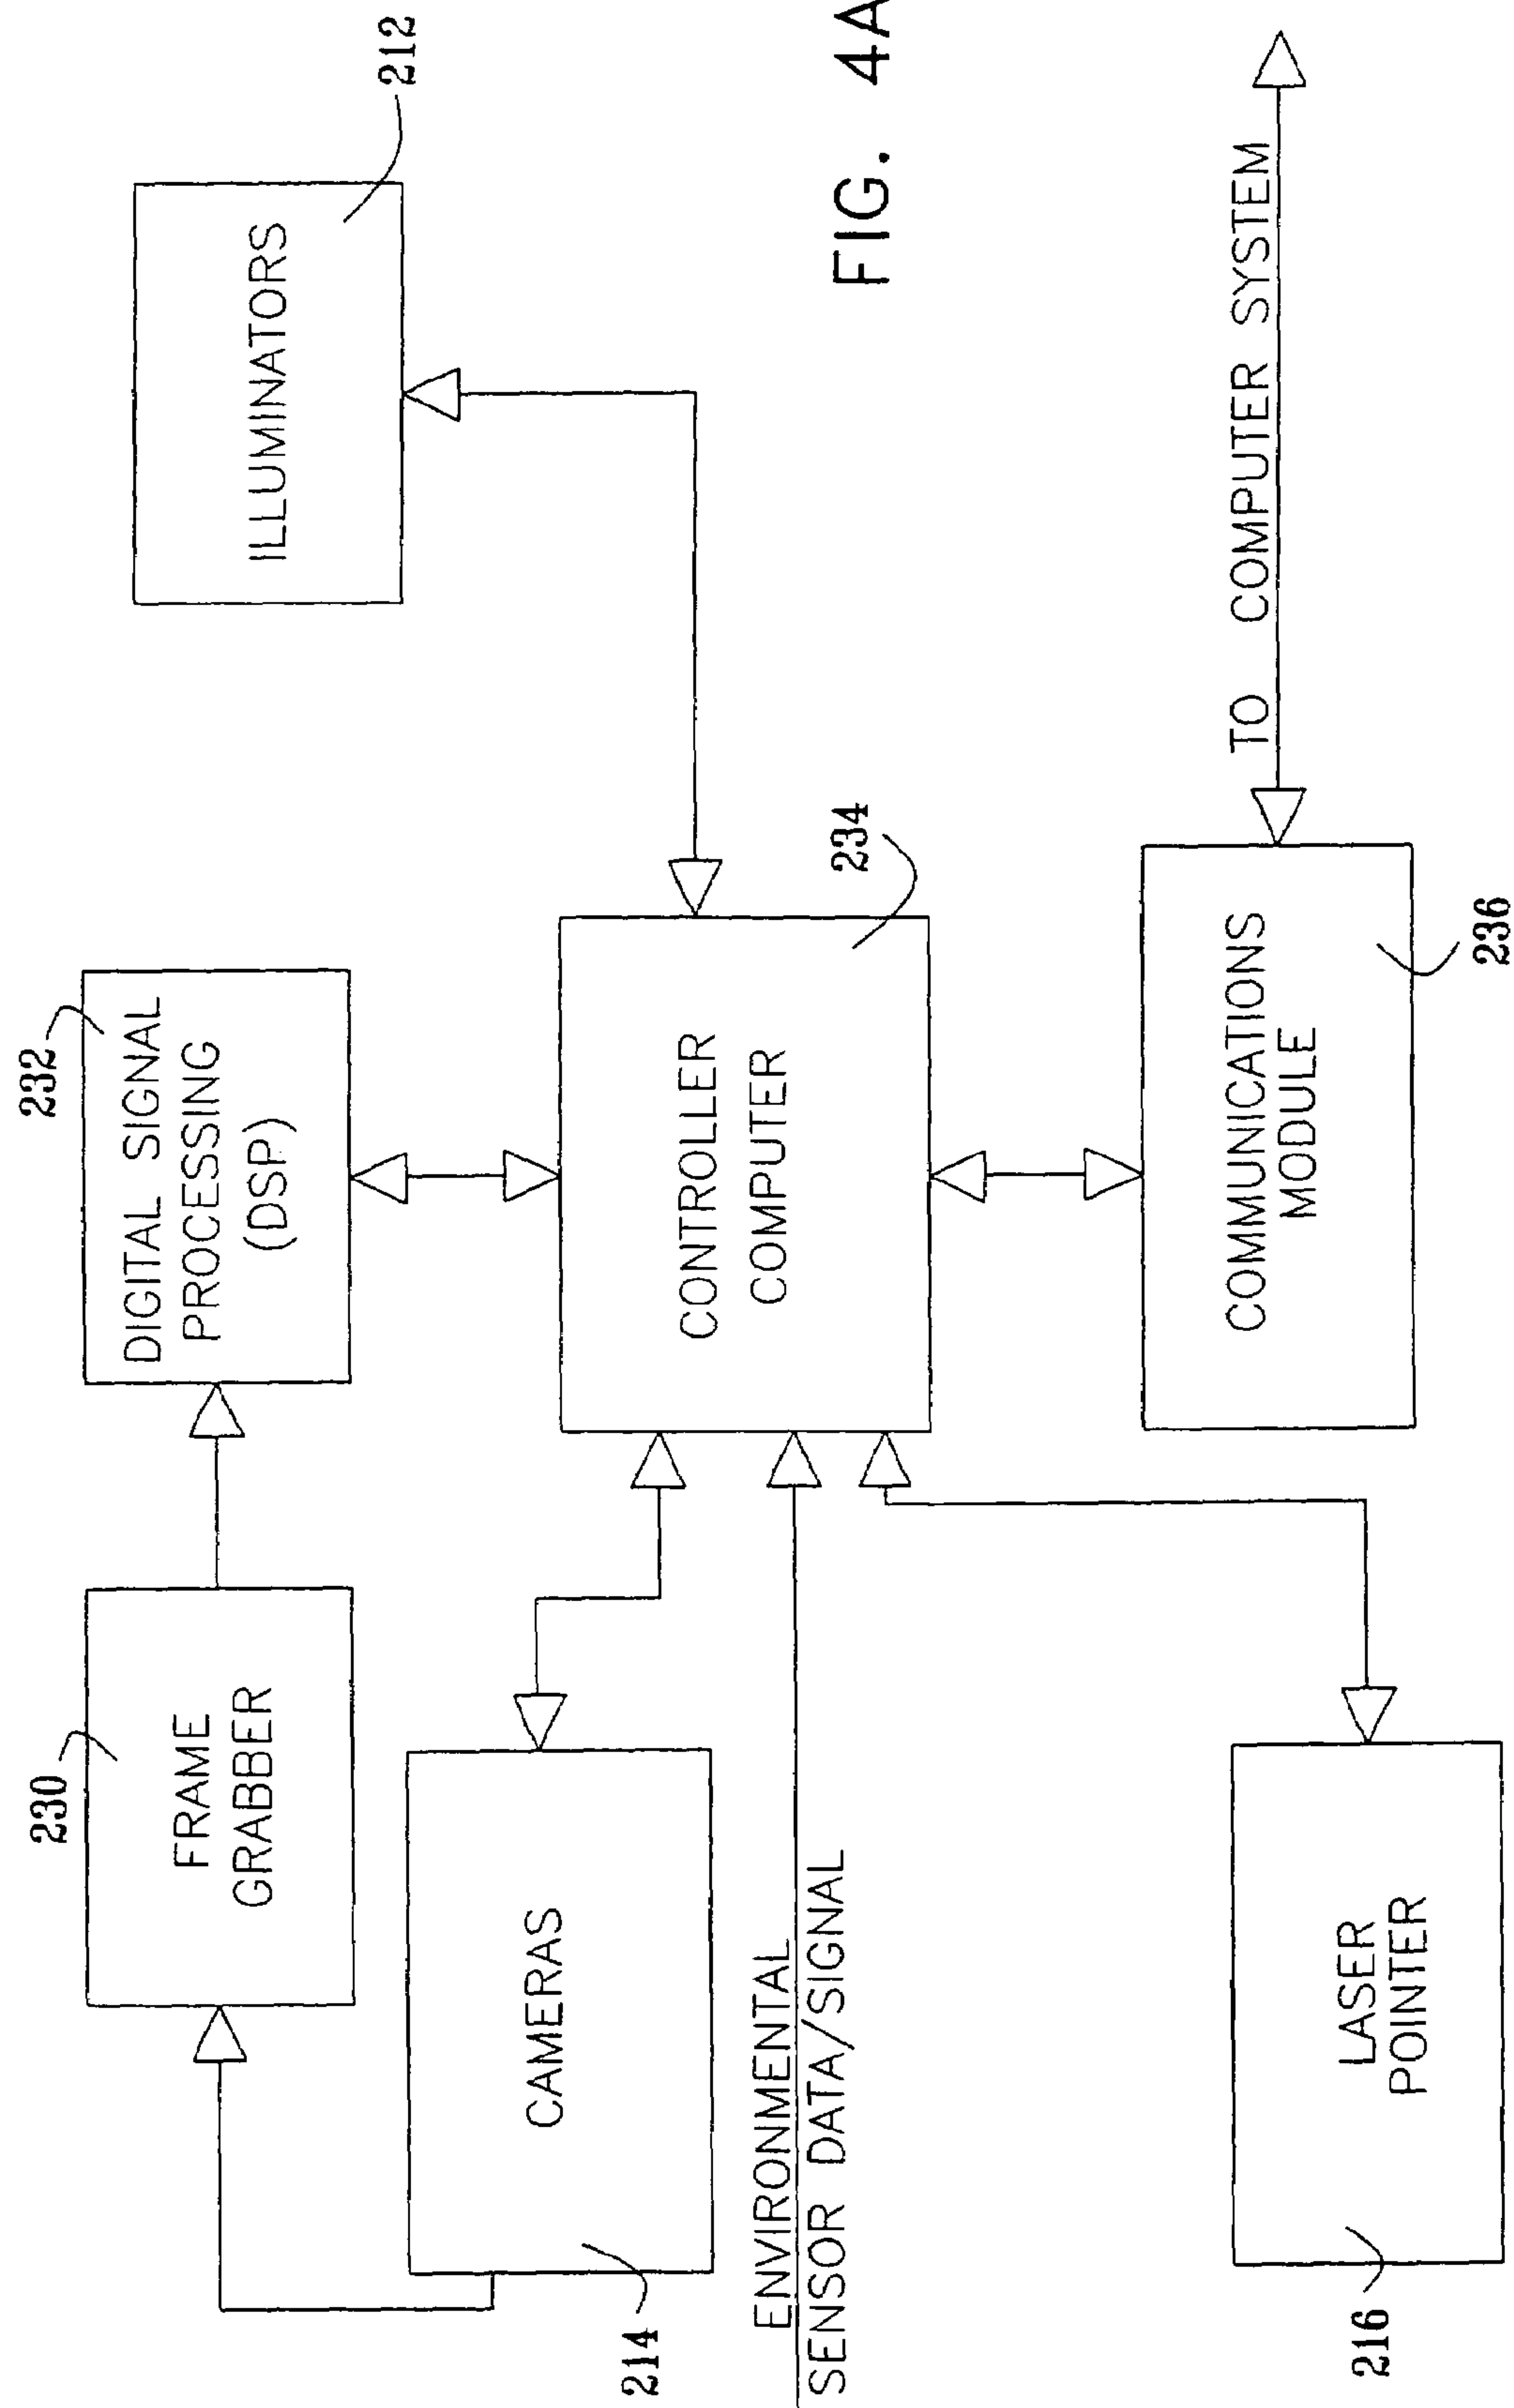 230
FRAME
GRABBER
232
DIGITAL SIGNAL
PROCESSING
(DSP)
ILLUMINATORS
212
CAMERAS
214
CONTROLLER
COMPUTER
234
ENVIRONMENTAL
SENSOR DATA/SIGNAL
FIG. 4A
LASER
POINTER
216
COMMUNICATIONS
MODULE
236
TO COMPUTER SYSTEM